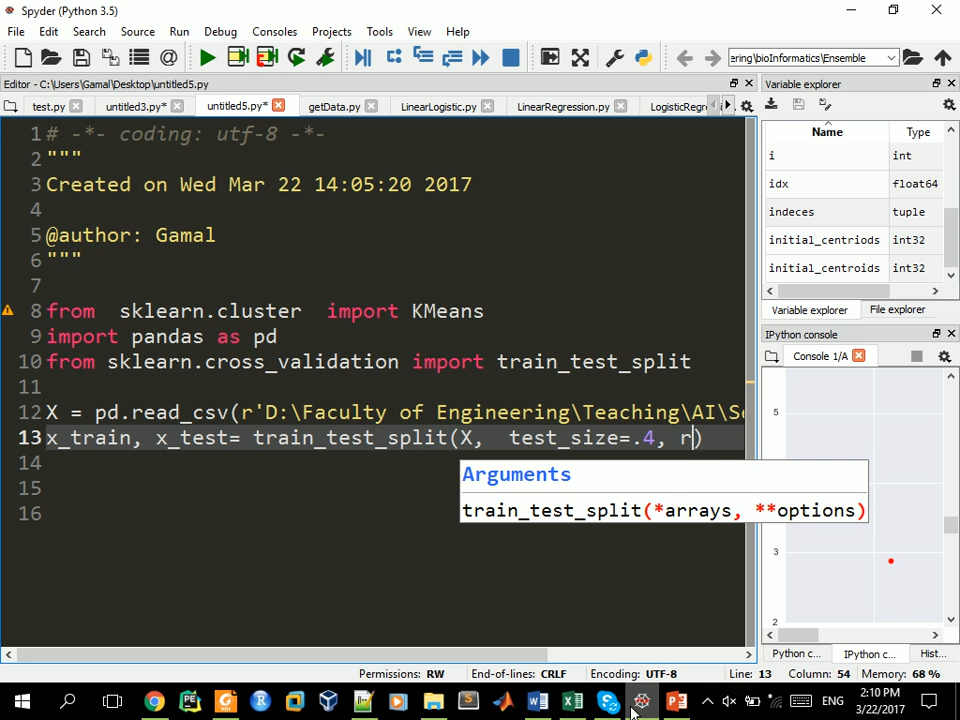 Spyder (Python 3.5)
File Edit Search Source Run Debug Consoles Projects Tools View Help
ering\bioInformatics\Ensemble
Editor - C:\Users\Gamal\Desktop\untitled5.py
test.py untitled3.py* untitled5.py* getData.py LinearLogistic.py LinearRegression.py LogisticRegr
1 # -*- coding: utf-8 -*-
2 """
3 Created on Wed Mar 22 14:05:20 2017
4
5 @author: Gamal
6 """
7
8 from  sklearn.cluster  import KMeans
9 import pandas as pd
10 from sklearn.cross_validation import train_test_split
11
12 X = pd.read_csv(r'D:\Faculty of Engineering\Teaching\AI\Se
13 x_train, x_test= train_test_split(X,  test_size=.4, r)
14
15
16
Arguments
train_test_split(*arrays, **options)
Variable explorer
Name Type
i int
idx float64
indeces tuple
initial_centriods int32
initial_centroids int32
Variable explorer File explorer
IPython console
Console 1/A
5
3
2
Python c... IPython c... Hist...
Permissions: RW End-of-lines: CRLF Encoding: UTF-8 Line: 13 Column: 54 Memory: 68 %
ENG
2:10 PM
3/22/2017